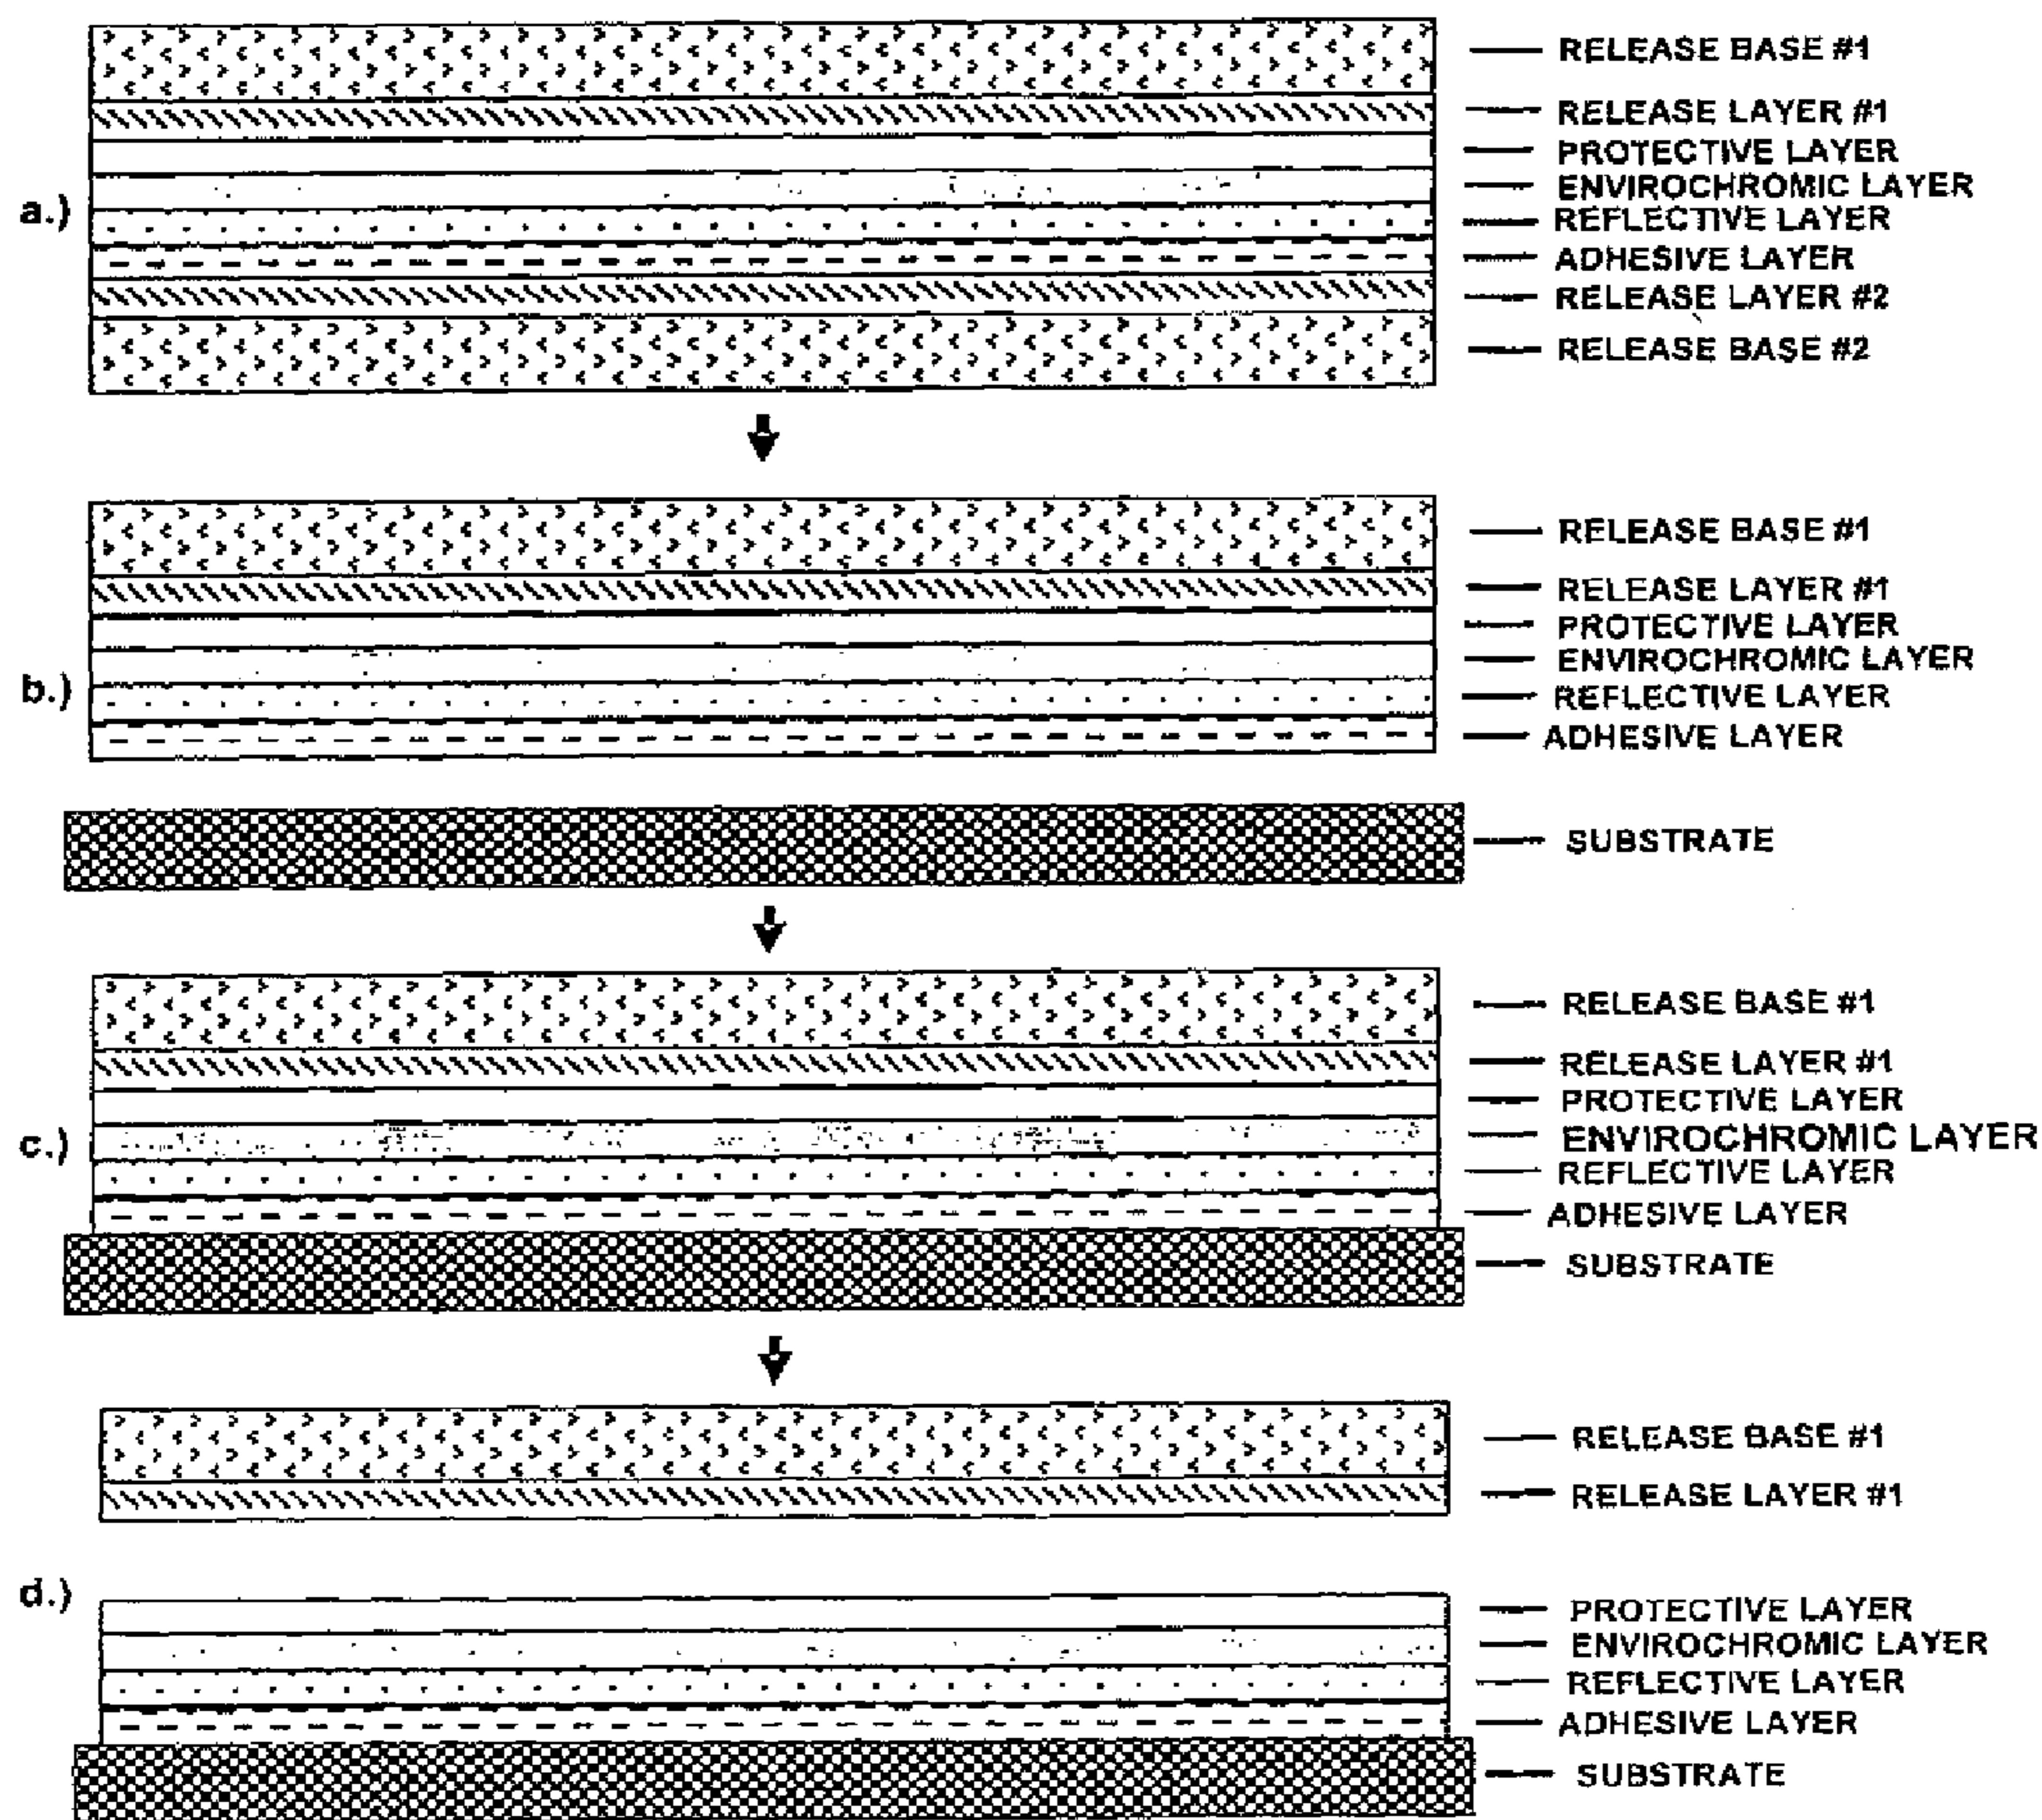 RELEASE BASE #1
RELEASE LAYER #1
PROTECTIVE LAYER
ENVIROCHROMIC LAYER
a.)
REFLECTIVE LAYER
ADHESIVE LAYER
RELEASE LAYER #2
RELEASE BASE #2
RELEASE BASE #1
RELEASE LAYER #1
PROTECTIVE LAYER
ENVIROCHROMIC LAYER
b.)
REFLECTIVE LAYER
ADHESIVE LAYER
SUBSTRATE
RELEASE BASE #1
RELEASE LAYER #1
PROTECTIVE LAYER
c.)
ENVIROCHROMIC LAYER
REFLECTIVE LAYER
ADHESIVE LAYER
SUBSTRATE
RELEASE BASE #1
RELEASE LAYER #1
d.)
PROTECTIVE LAYER
ENVIROCHROMIC LAYER
REFLECTIVE LAYER
ADHESIVE LAYER
SUBSTRATE